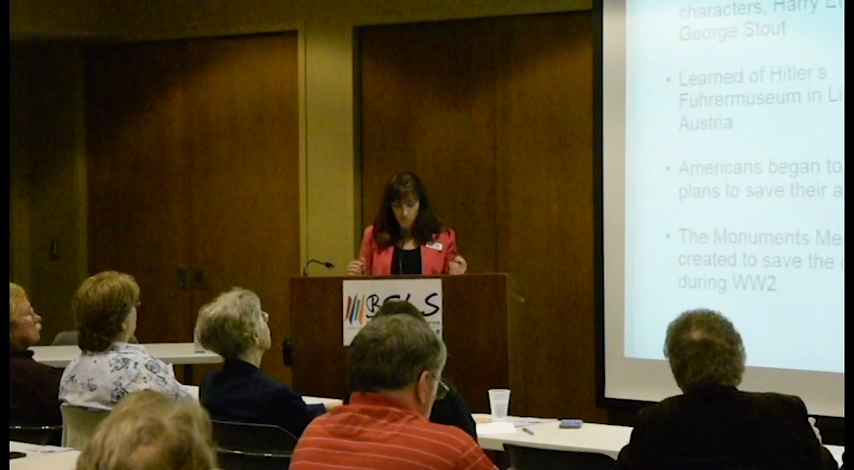 characters, Harry
George Stout
• Learned of Hitler's
Fuhrermuseum in
Austria
• Americans began to
plans to save their
• The Monuments
created to save the
during WW2